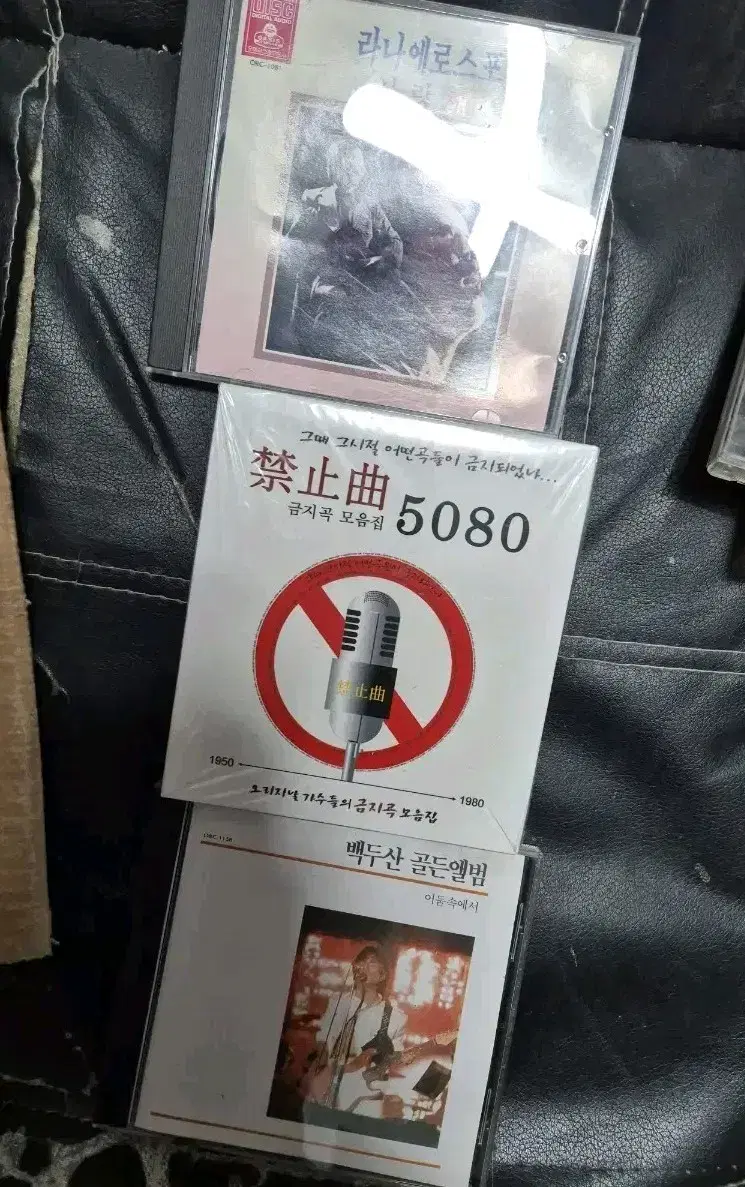 DISC
DIGITAL AUDIO
라나에로스포
그때 그시절 어떤곡들이 금지되었나...
禁止曲
금지곡 모음집 5080
禁止曲
1950
1980
오리지날 가수들의 금지곡 모음집
백두산 골든앨범
어둠속에서